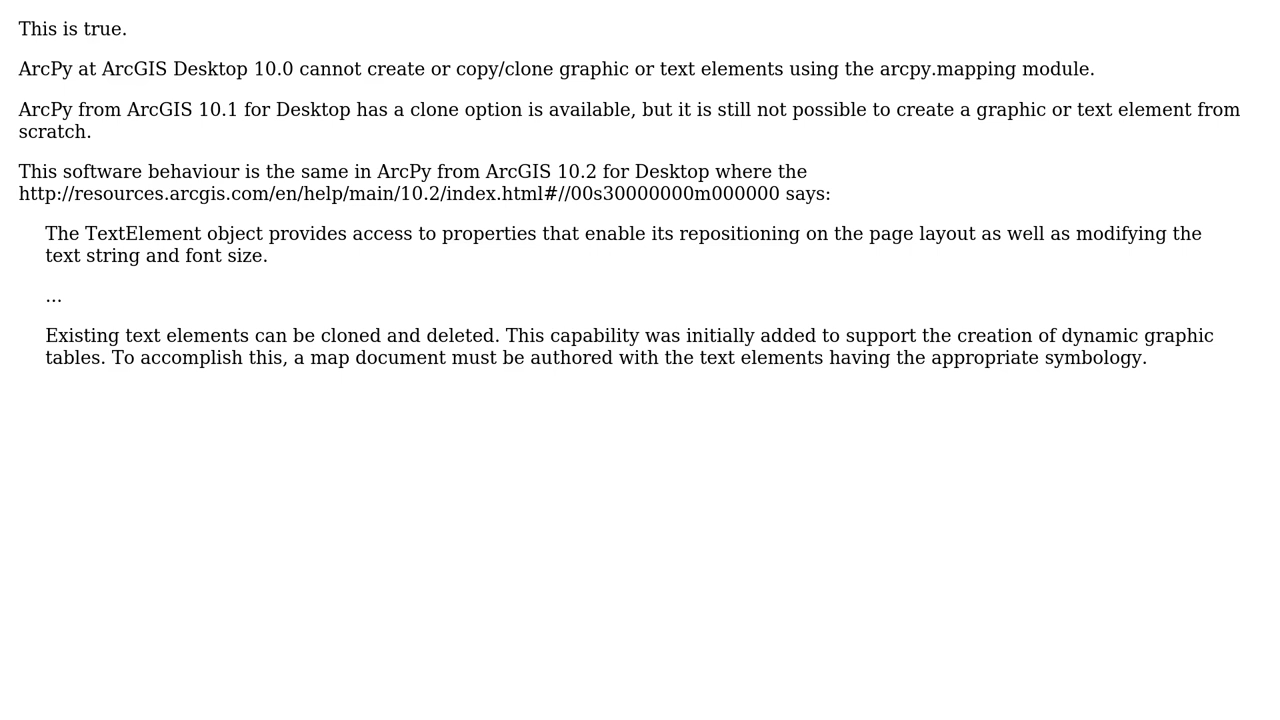 This is true.
ArcPy at ArcGIS Desktop 10.0 cannot create or copy/clone graphic or text elements using the arcpy.mapping module.
ArcPy from ArcGIS 10.1 for Desktop has a clone option is available, but it is still not possible to create a graphic or text element from
scratch.
This software behaviour is the same in ArcPy from ArcGIS 10.2 for Desktop where the
http://resources.arcgis.com/en/help/main/10.2/index.html#//00s30000000m000000 says:
The TextElement object provides access to properties that enable its repositioning on the page layout as well as modifying the
text string and font size.
...
Existing text elements can be cloned and deleted. This capability was initially added to support the creation of dynamic graphic
tables. To accomplish this, a map document must be authored with the text elements having the appropriate symbology.